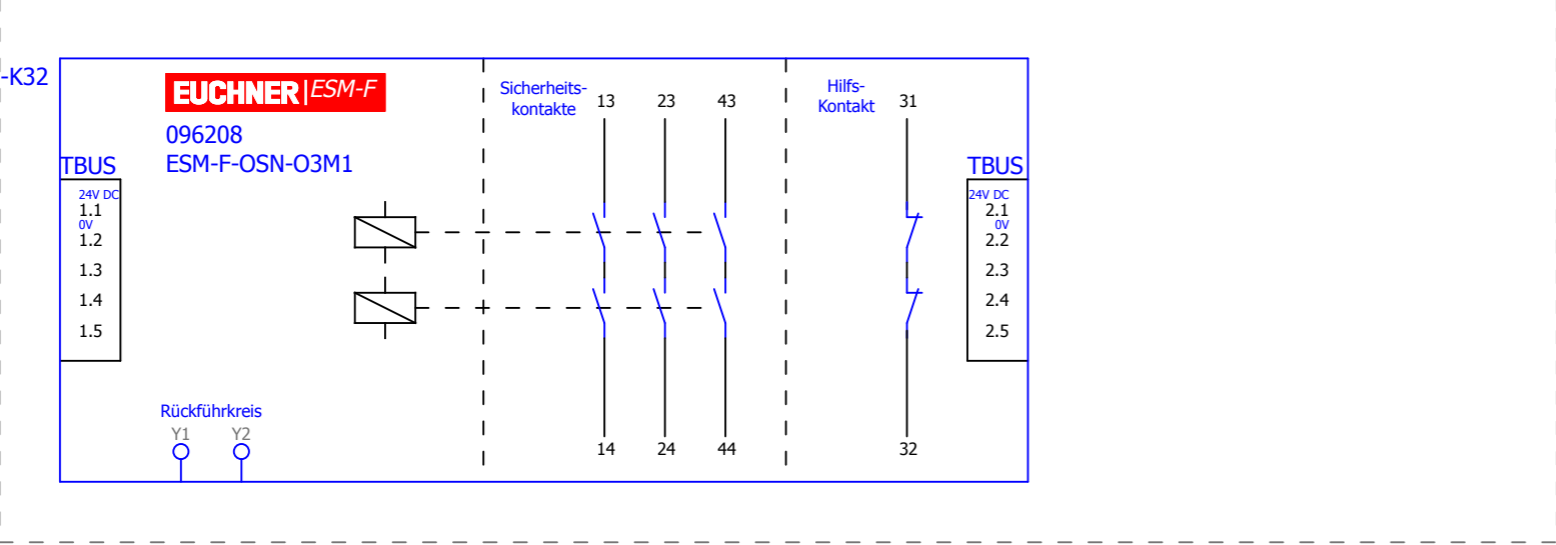 -K32
EUCHNER|ESM-F
096208
ESM-F-OSN-O3M1
Sicherheits-
kontakte
13 23 43
Hilfs-
Kontakt
31
TBUS
24V DC
1.1
0V
1.2
1.3
1.4
1.5
TBUS
24V DC
2.1
0V
2.2
2.3
2.4
2.5
Rückführkreis
Y1 Y2
14 24 44
32